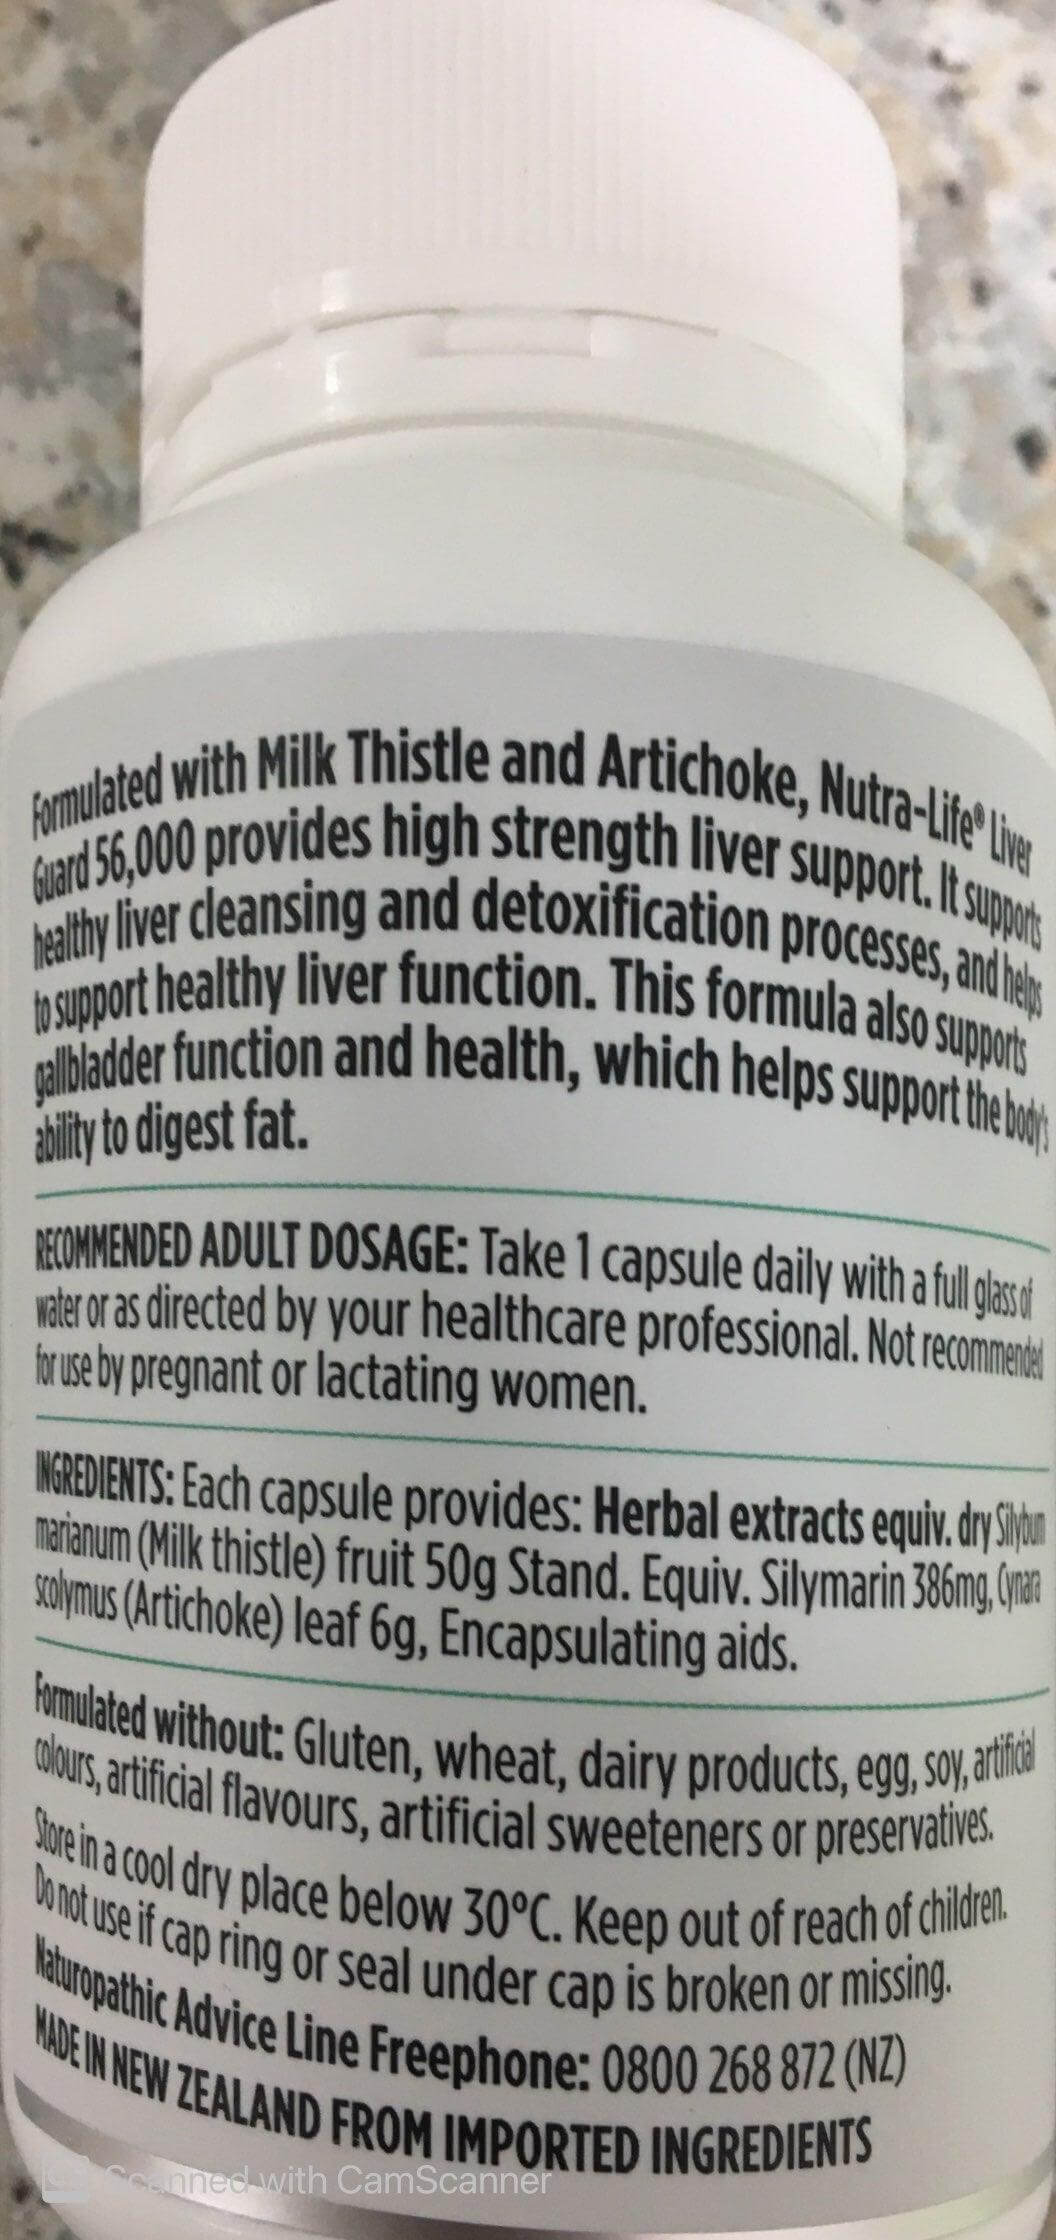 Formulated with Milk Thistle and Artichoke, Nutra-Life® Liver
Guard 56,000 provides high strength liver support. It supports
healthy liver cleansing and detoxification processes, and helps
to support healthy liver function. This formula also supports
gallbladder function and health, which helps support the body's
ability to digest fat.
RECOMMENDED ADULT DOSAGE: Take 1 capsule daily with a full glass of
water or as directed by your healthcare professional. Not recommended
for use by pregnant or lactating women.
INGREDIENTS: Each capsule provides: Herbal extracts equiv. dry Silybum
marianum (Milk thistle) fruit 50g Stand. Equiv. Silymarin 386mg, Cynara
scolymus (Artichoke) leaf 6g, Encapsulating aids.
Formulated without: Gluten, wheat, dairy products, egg, soy, artificial
colours, artificial flavours, artificial sweeteners or preservatives.
Store in a cool dry place below 30°C. Keep out of reach of children.
Do not use if cap ring or seal under cap is broken or missing.
Naturopathic Advice Line Freephone: 0800 268 872 (NZ)
MADE IN NEW ZEALAND FROM IMPORTED INGREDIENTS
CS Scanned with CamScanner